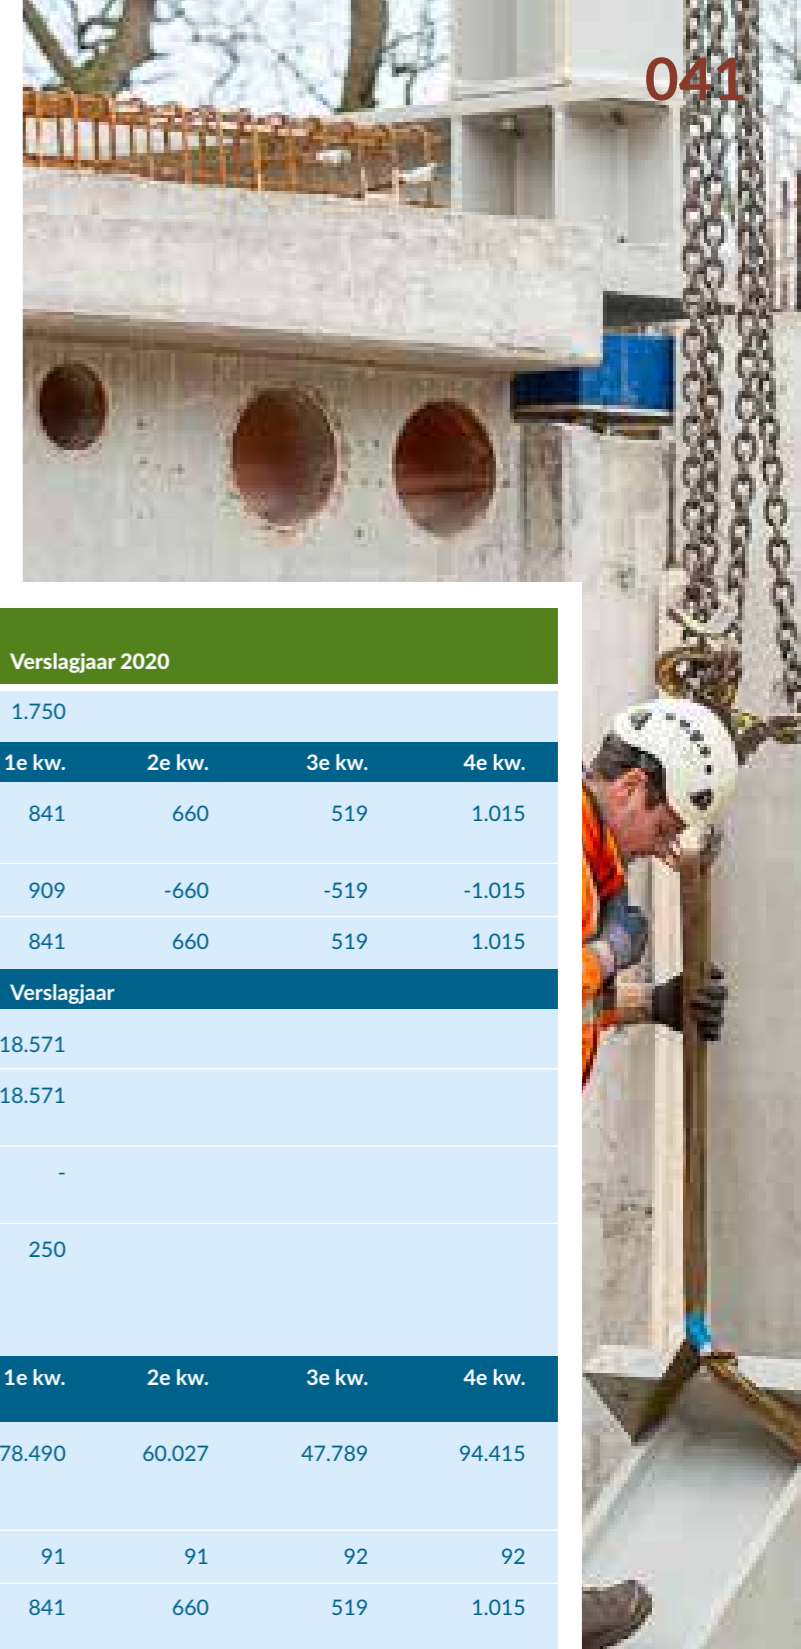 041
Verslagjaar 2020
1.750
1e kw. 2e kw. 3e kw. 4e kw.
841 660 519 1.015
909 -660 -519 -1.015
841 660 519 1.015
Verslagjaar
18.571
18.571
-
250
1e kw. 2e kw. 3e kw. 4e kw.
78.490 60.027 47.789 94.415
91 91 92 92
841 660 519 1.015